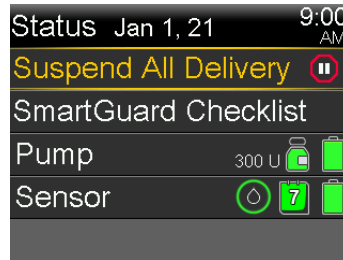 Status Jan 1, 21 9:00
AM
Suspend All Delivery
SmartGuard Checklist
Pump 300 U
Sensor 7